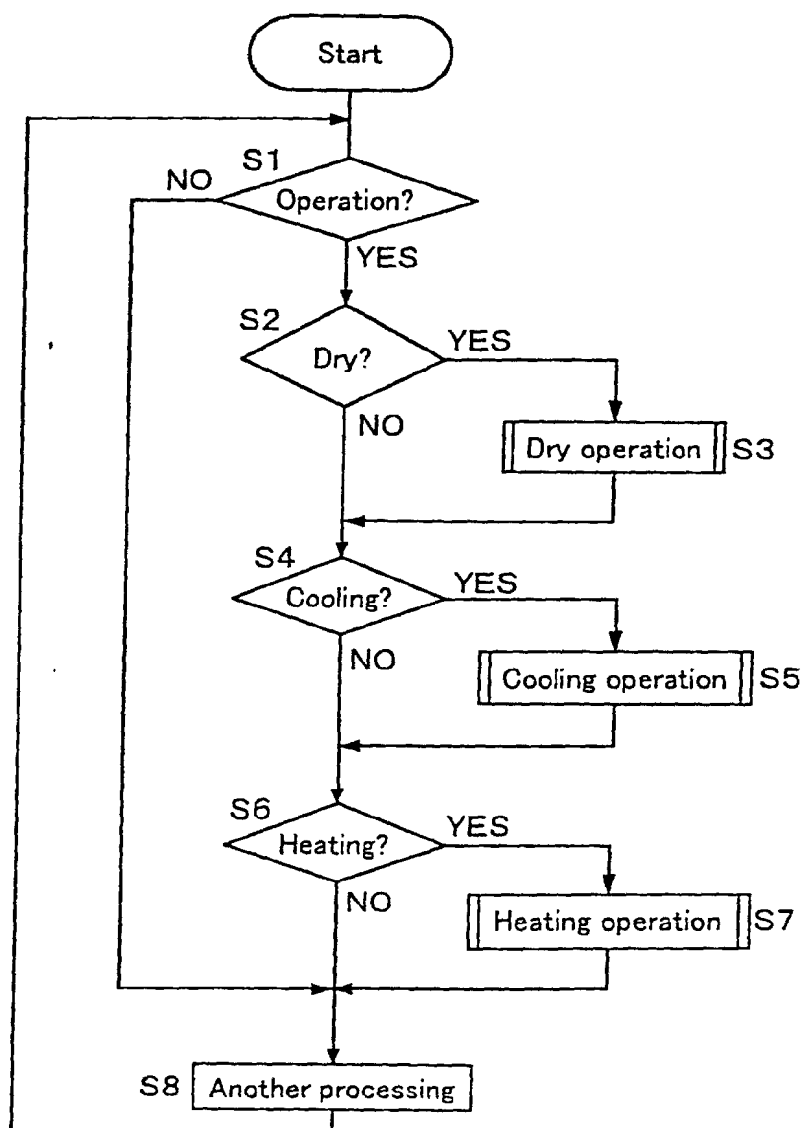 Start
S1
NO
Operation?
YES
S2
YES
Dry?
NO
Dry operation
S3
S4
YES
Cooling?
NO
Cooling operation
S5
S6
YES
Heating?
NO
Heating operation
S7
S8
Another processing